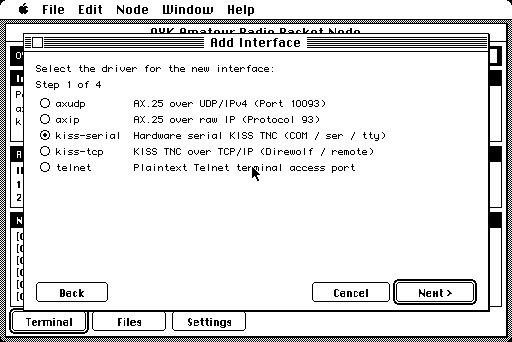 File Edit Node Window Help
Add Interface
Select the driver for the new interface:
Step 1 of 4
axudp AX.25 over UDP/IPv4 (Port 10093)
axip AX.25 over raw IP (Protocol 93)
kiss-serial Hardware serial KISS TNC (COM / ser / tty)
kiss-tcp KISS TNC over TCP/IP (Direwolf / remote)
telnet Plaintext Telnet terminal access port
Back Cancel Next >
Terminal Files Settings